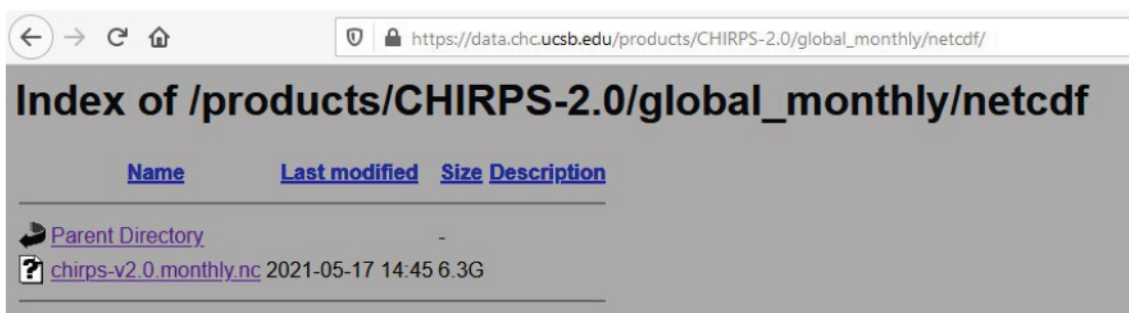 https://data.chc.ucsb.edu/products/CHIRPS-2.0/global_monthly/netcdf/
Index of /products/CHIRPS-2.0/global_monthly/netcdf
Name Last modified Size Description
Parent Directory -
chirps-v2.0.monthly.nc 2021-05-17 14:45 6.3G